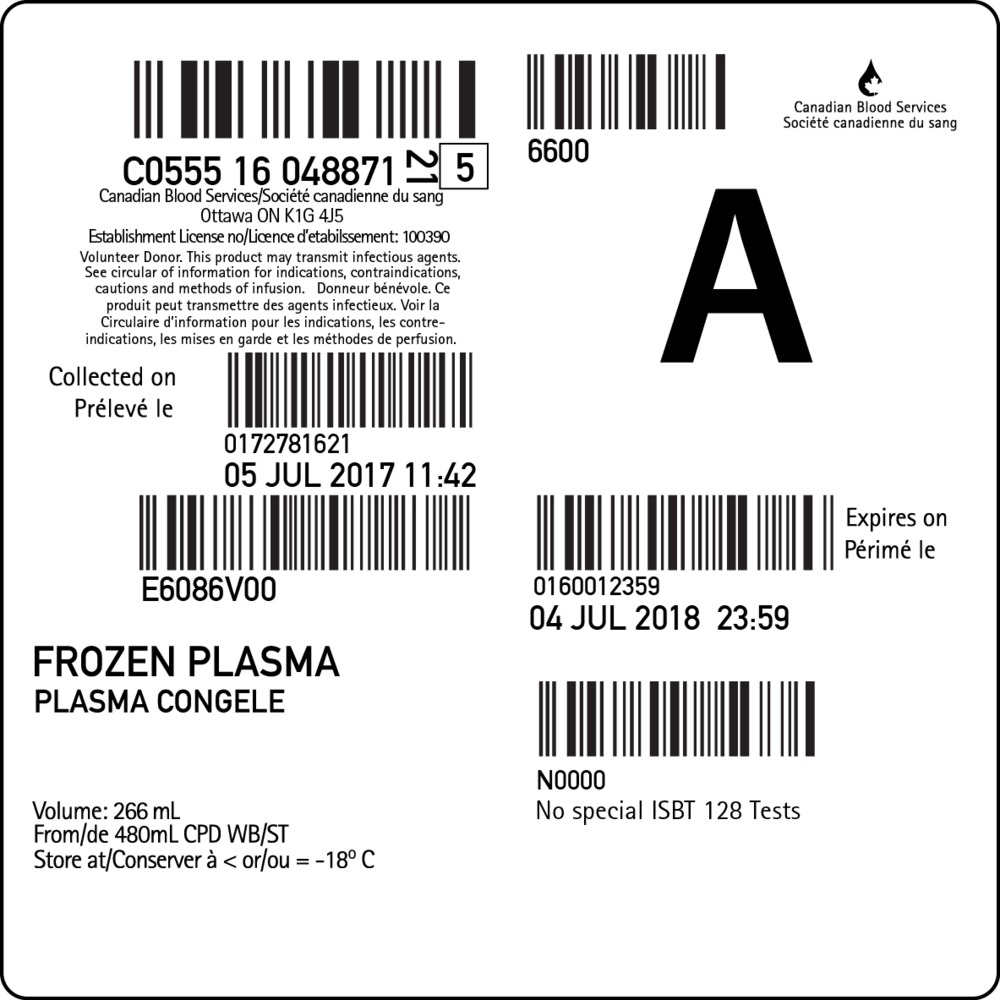 C0555 16 048871 21 5
Canadian Blood Services/Société canadienne du sang
Ottawa ON K1G 4J5
Establishment License no/Licence d'etabilssement: 100390
Volunteer Donor. This product may transmit infectious agents.
See circular of information for indications, contraindications,
cautions and methods of infusion. Donneur bénévole. Ce
produit peut transmettre des agents infectieux. Voir la
Circulaire d'information pour les indications, les contre-
indications, les mises en garde et les méthodes de perfusion.
Collected on
Prélevé le
0172781621
05 JUL 2017 11:42
E6086V00
FROZEN PLASMA
PLASMA CONGELE
Volume: 266 mL
From/de 480mL CPD WB/ST
Store at/Conserver à < or/ou = -18º C
6600
Canadian Blood Services
Société canadienne du sang
A
Expires on
Périmé le
0160012359
04 JUL 2018 23:59
N0000
No special ISBT 128 Tests